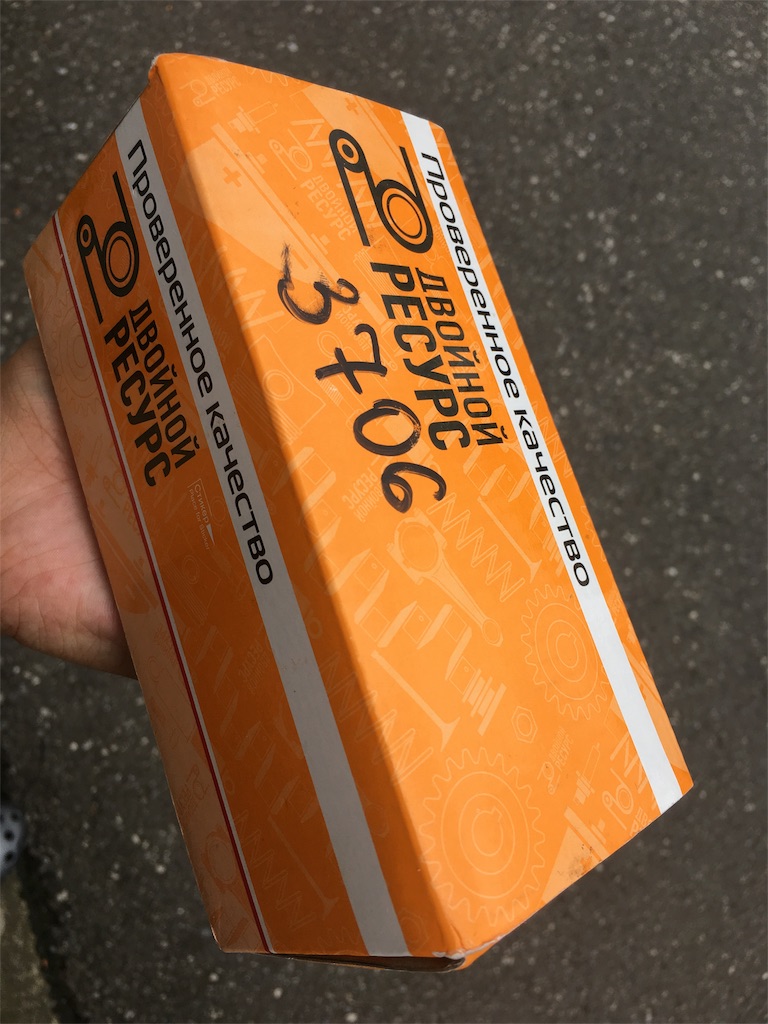 Проверенное качество
ДВОЙНОЙ
РЕСУРС
3706
Проверенное качество
ДВОЙНОЙ
РЕСУРС